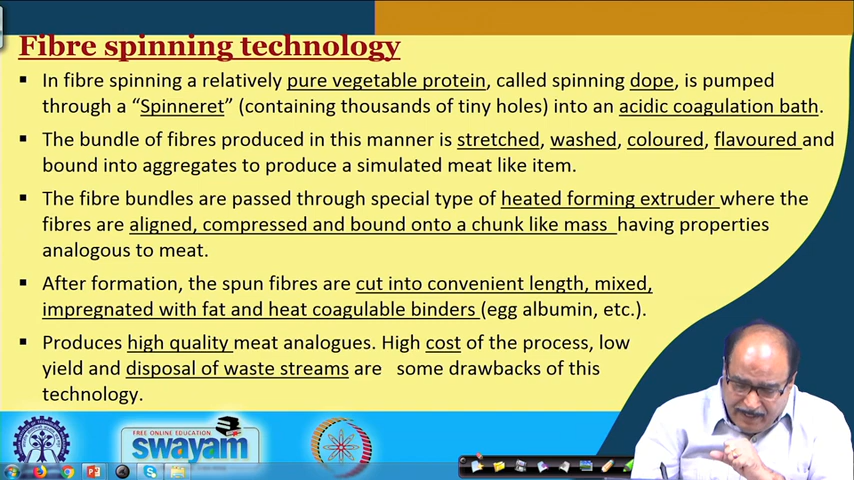 Fibre spinning technology
▪ In fibre spinning a relatively pure vegetable protein, called spinning dope, is pumped
through a “Spinneret” (containing thousands of tiny holes) into an acidic coagulation bath.
▪ The bundle of fibres produced in this manner is stretched, washed, coloured, flavoured and
bound into aggregates to produce a simulated meat like item.
▪ The fibre bundles are passed through special type of heated forming extruder where the
fibres are aligned, compressed and bound onto a chunk like mass having properties
analogous to meat.
▪ After formation, the spun fibres are cut into convenient length, mixed,
impregnated with fat and heat coagulable binders (egg albumin, etc.).
▪ Produces high quality meat analogues. High cost of the process, low
yield and disposal of waste streams are some drawbacks of this
technology.
FREE ONLINE EDUCATION
swayam